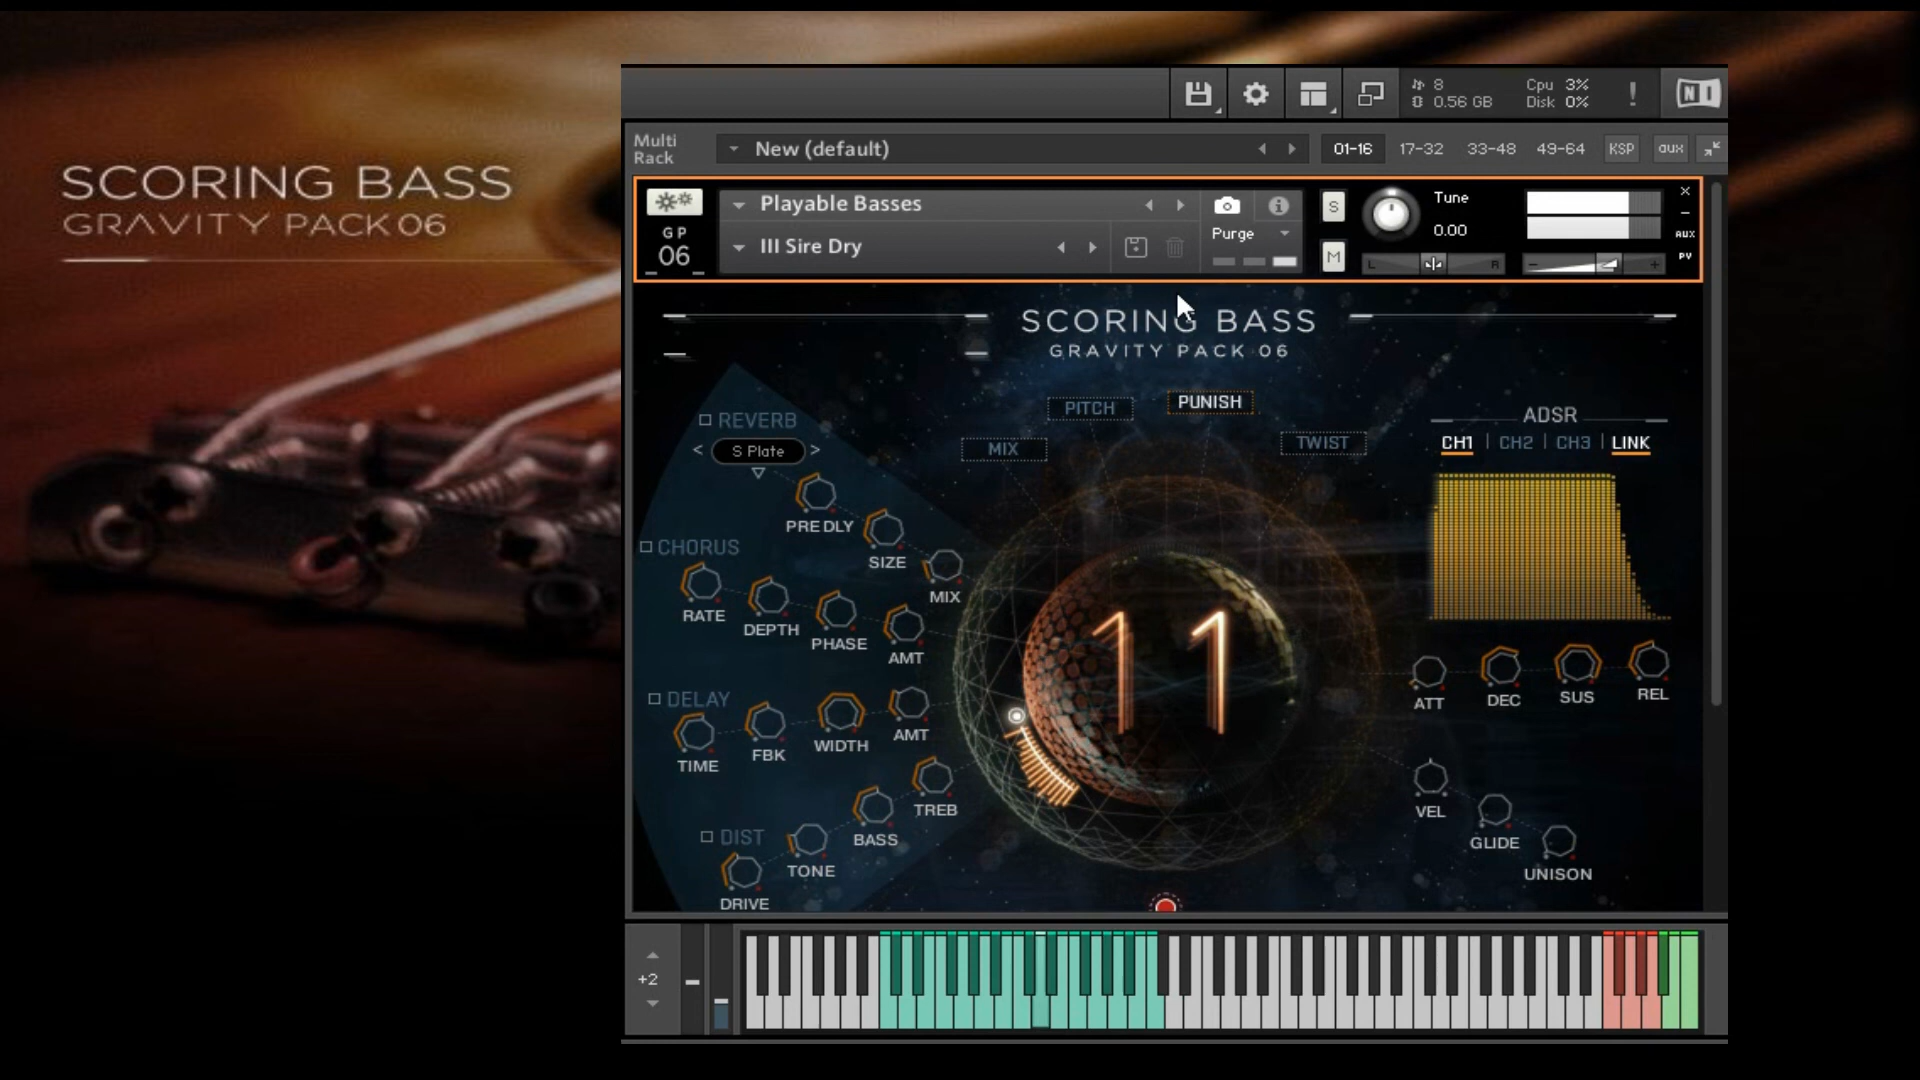 SCORING BASS
GRAVITY PACK 06
8
0.56 GB
Cpu 3%
Disk 0%
!
NI
Multi
Rack
New (default)
01-16
17-32
33-48
49-64
KSP
aux
GP
06
Playable Basses
III Sire Dry
Purge
S
M
Tune
0.00
L
R
AUX
PV
SCORING BASS
GRAVITY PACK 06
MIX
PITCH
PUNISH
TWIST
REVERB
< S Plate >
PRE DLY
SIZE
MIX
CHORUS
RATE
DEPTH
PHASE
AMT
DELAY
TIME
FBK
WIDTH
AMT
DIST
DRIVE
TONE
BASS
TREB
11
ADSR
CH1 | CH2 | CH3 | LINK
ATT
DEC
SUS
REL
VEL
GLIDE
UNISON
+2